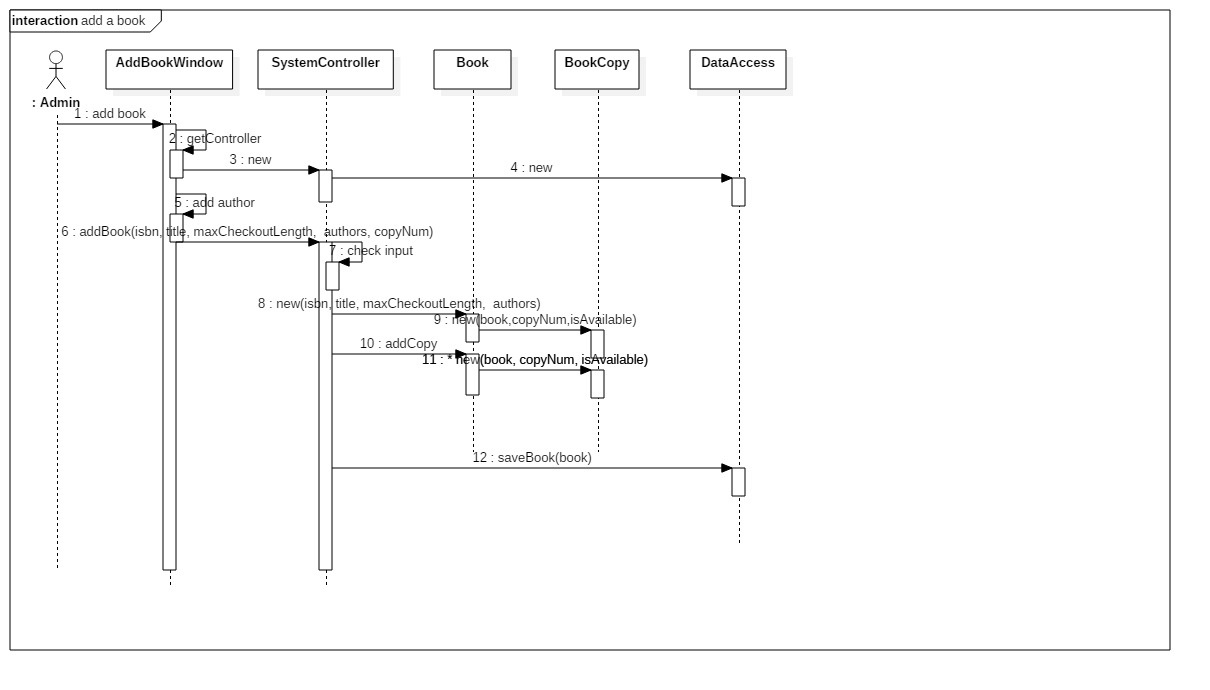 interaction add a book
AddBookWindow
SystemController
Book
BookCopy
DataAccess
: Admin
1 : add book
2 : getController
3 : new
4 : new
5 : add author
6 : addBook(isbn, title, maxCheckoutLength,  authors, copyNum)
7 : check input
8 : new(isbn, title, maxCheckoutLength,  authors)
9 : new(book,copyNum,isAvailable)
10 : addCopy
11 : * new(book, copyNum, isAvailable)
12 : saveBook(book)